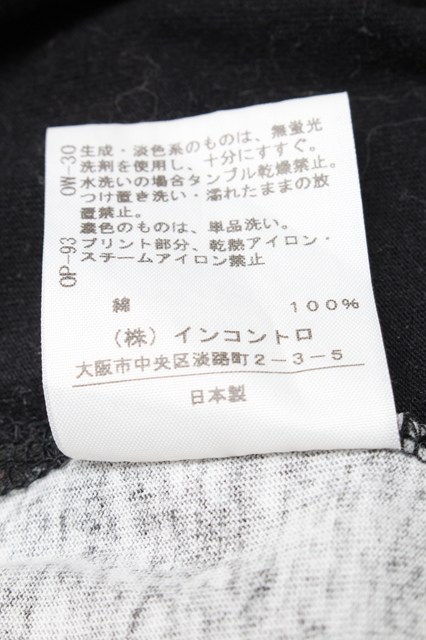 OW-30
生成・淡色系のものは、無蛍光
洗剤を使用し、十分にすすぐ。
水洗いの場合タンブル乾燥禁止。
つけ置き洗い・濡れたままの放
置禁止。
濃色のものは、単品洗い。
OP-93
プリント部分、乾熱アイロン・
スチームアイロン禁止
綿 100%
(株) インコントロ
大阪市中央区淡路町2-3-5
日本製